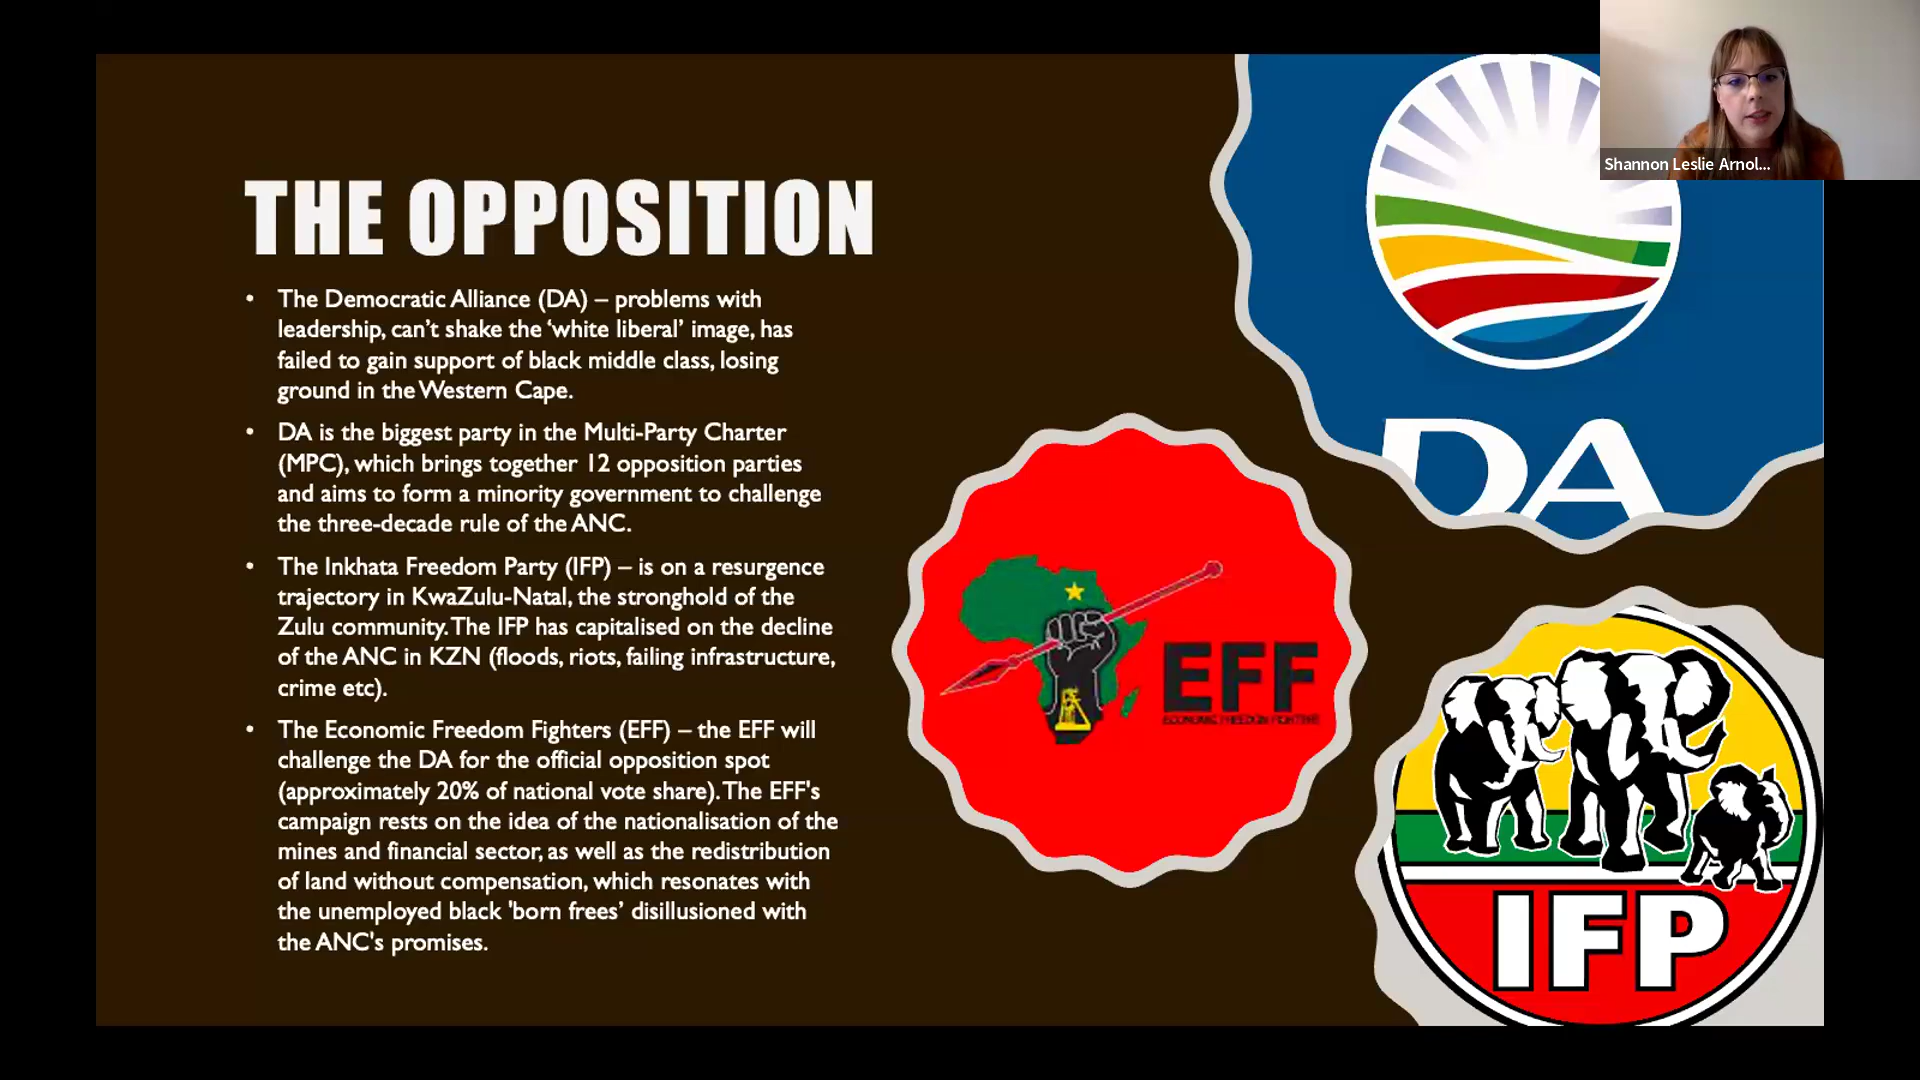 Shannon Leslie Arnol...
THE OPPOSITION
• The Democratic Alliance (DA) – problems with
leadership, can’t shake the ‘white liberal’ image, has
failed to gain support of black middle class, losing
ground in the Western Cape.
• DA is the biggest party in the Multi-Party Charter
(MPC), which brings together 12 opposition parties
and aims to form a minority government to challenge
the three-decade rule of the ANC.
• The Inkhata Freedom Party (IFP) – is on a resurgence
trajectory in KwaZulu-Natal, the stronghold of the
Zulu community. The IFP has capitalised on the decline
of the ANC in KZN (floods, riots, failing infrastructure,
crime etc).
• The Economic Freedom Fighters (EFF) – the EFF will
challenge the DA for the official opposition spot
(approximately 20% of national vote share). The EFF's
campaign rests on the idea of the nationalisation of the
mines and financial sector, as well as the redistribution
of land without compensation, which resonates with
the unemployed black 'born frees’ disillusioned with
the ANC's promises.
DA
EFF
ECONOMIC FREEDOM FIGHTERS
IFP